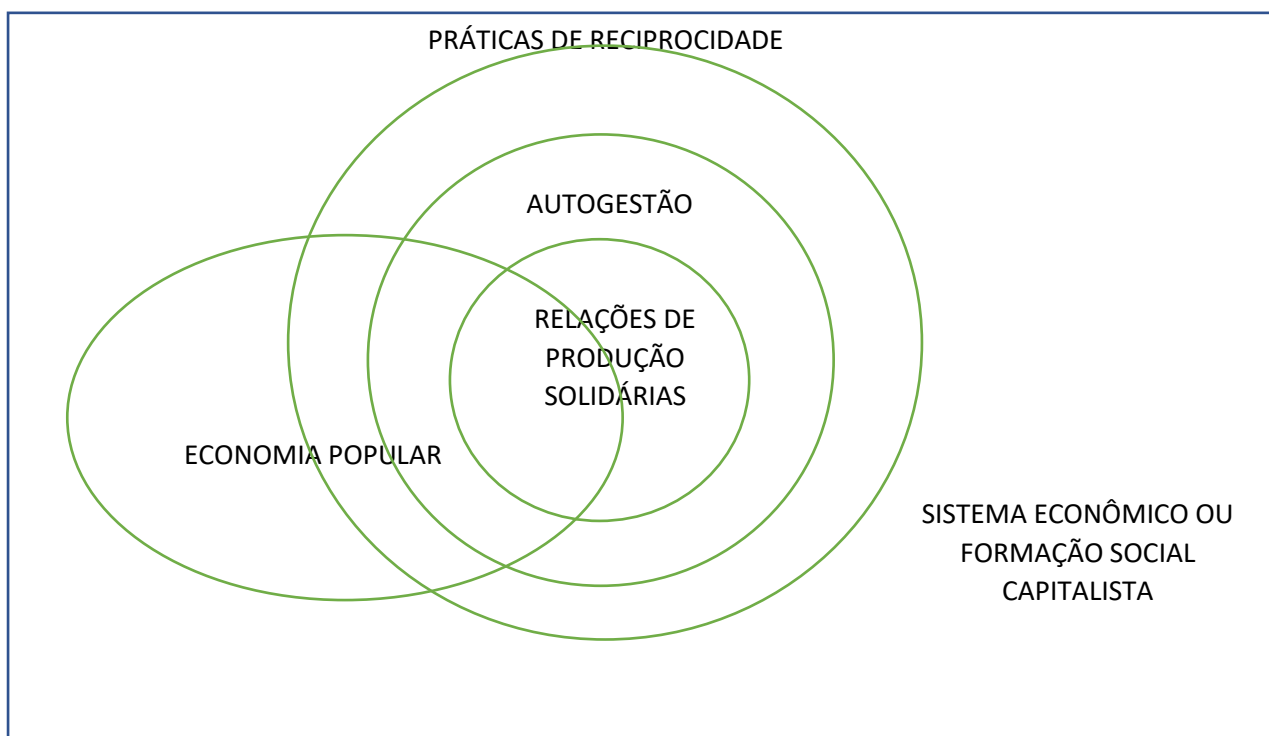 PRÁTICAS DE RECIPROCIDADE
AUTOGESTÃO
RELAÇÕES DE
PRODUÇÃO
SOLIDÁRIAS
ECONOMIA POPULAR
SISTEMA ECONÔMICO OU
FORMAÇÃO SOCIAL
CAPITALISTA